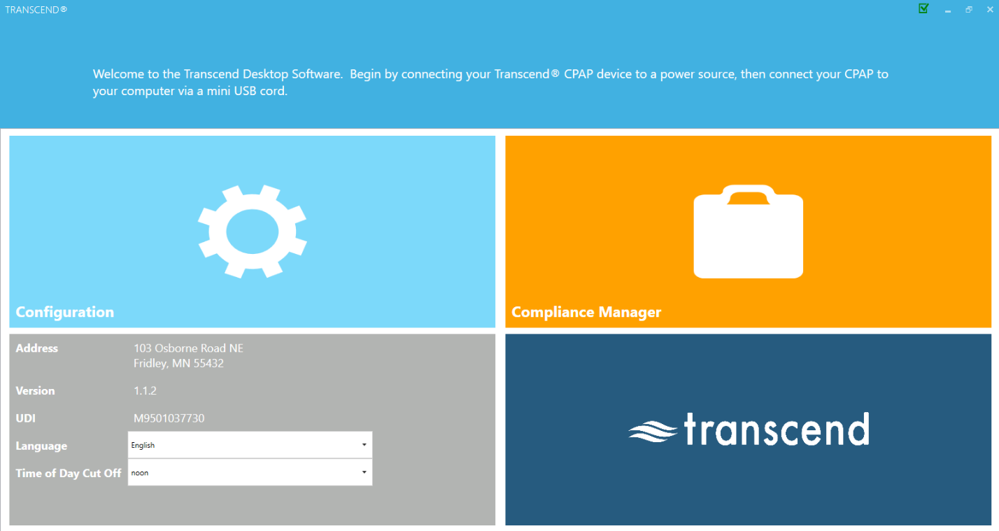 TRANSCEND®
Welcome to the Transcend Desktop Software.  Begin by connecting your Transcend® CPAP device to a power source, then connect your CPAP to
your computer via a mini USB cord.
Configuration
Compliance Manager
Address 103 Osborne Road NE
Fridley, MN 55432
Version 1.1.2
UDI M9501037730
Language English
Time of Day Cut Off noon
transcend